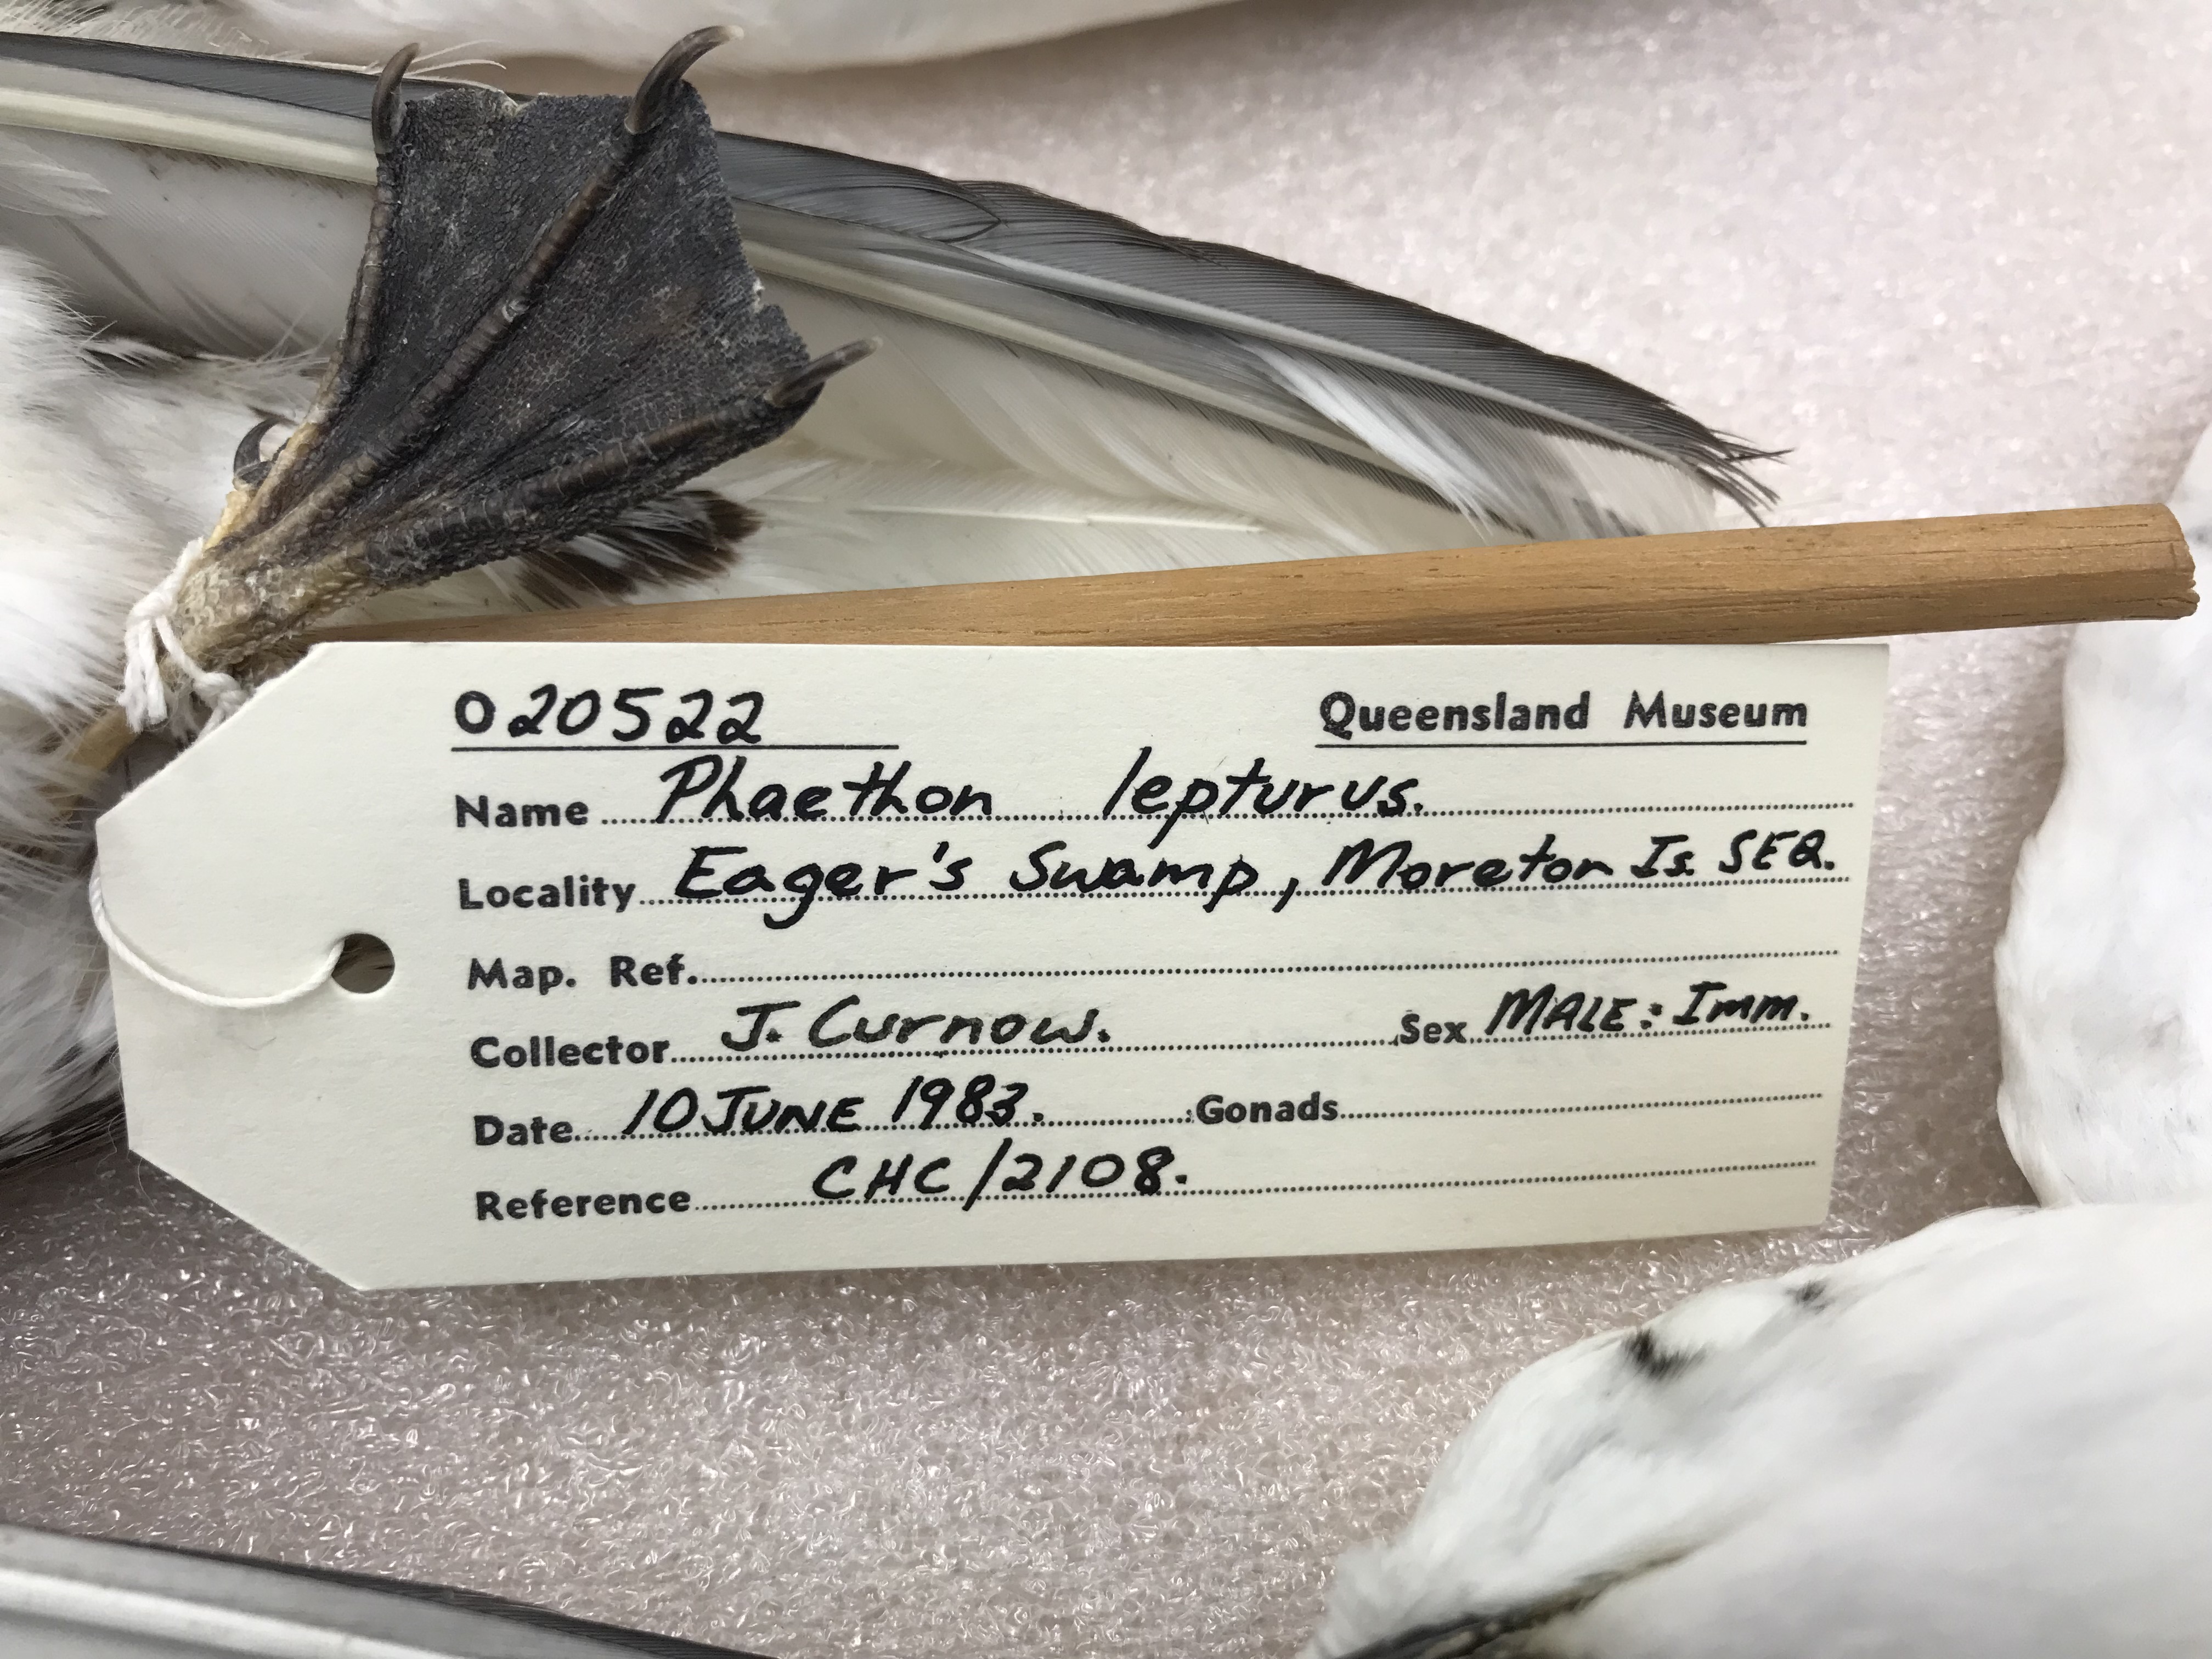 O 20522 Queensland Museum
Name Phaethon lepturus.
Locality Eager's Swamp, Moreton Is SEQ.
Map. Ref.
Collector J. Curnow. Sex MALE: Imm.
Date 10 JUNE 1983. Gonads
Reference CHC/2108.